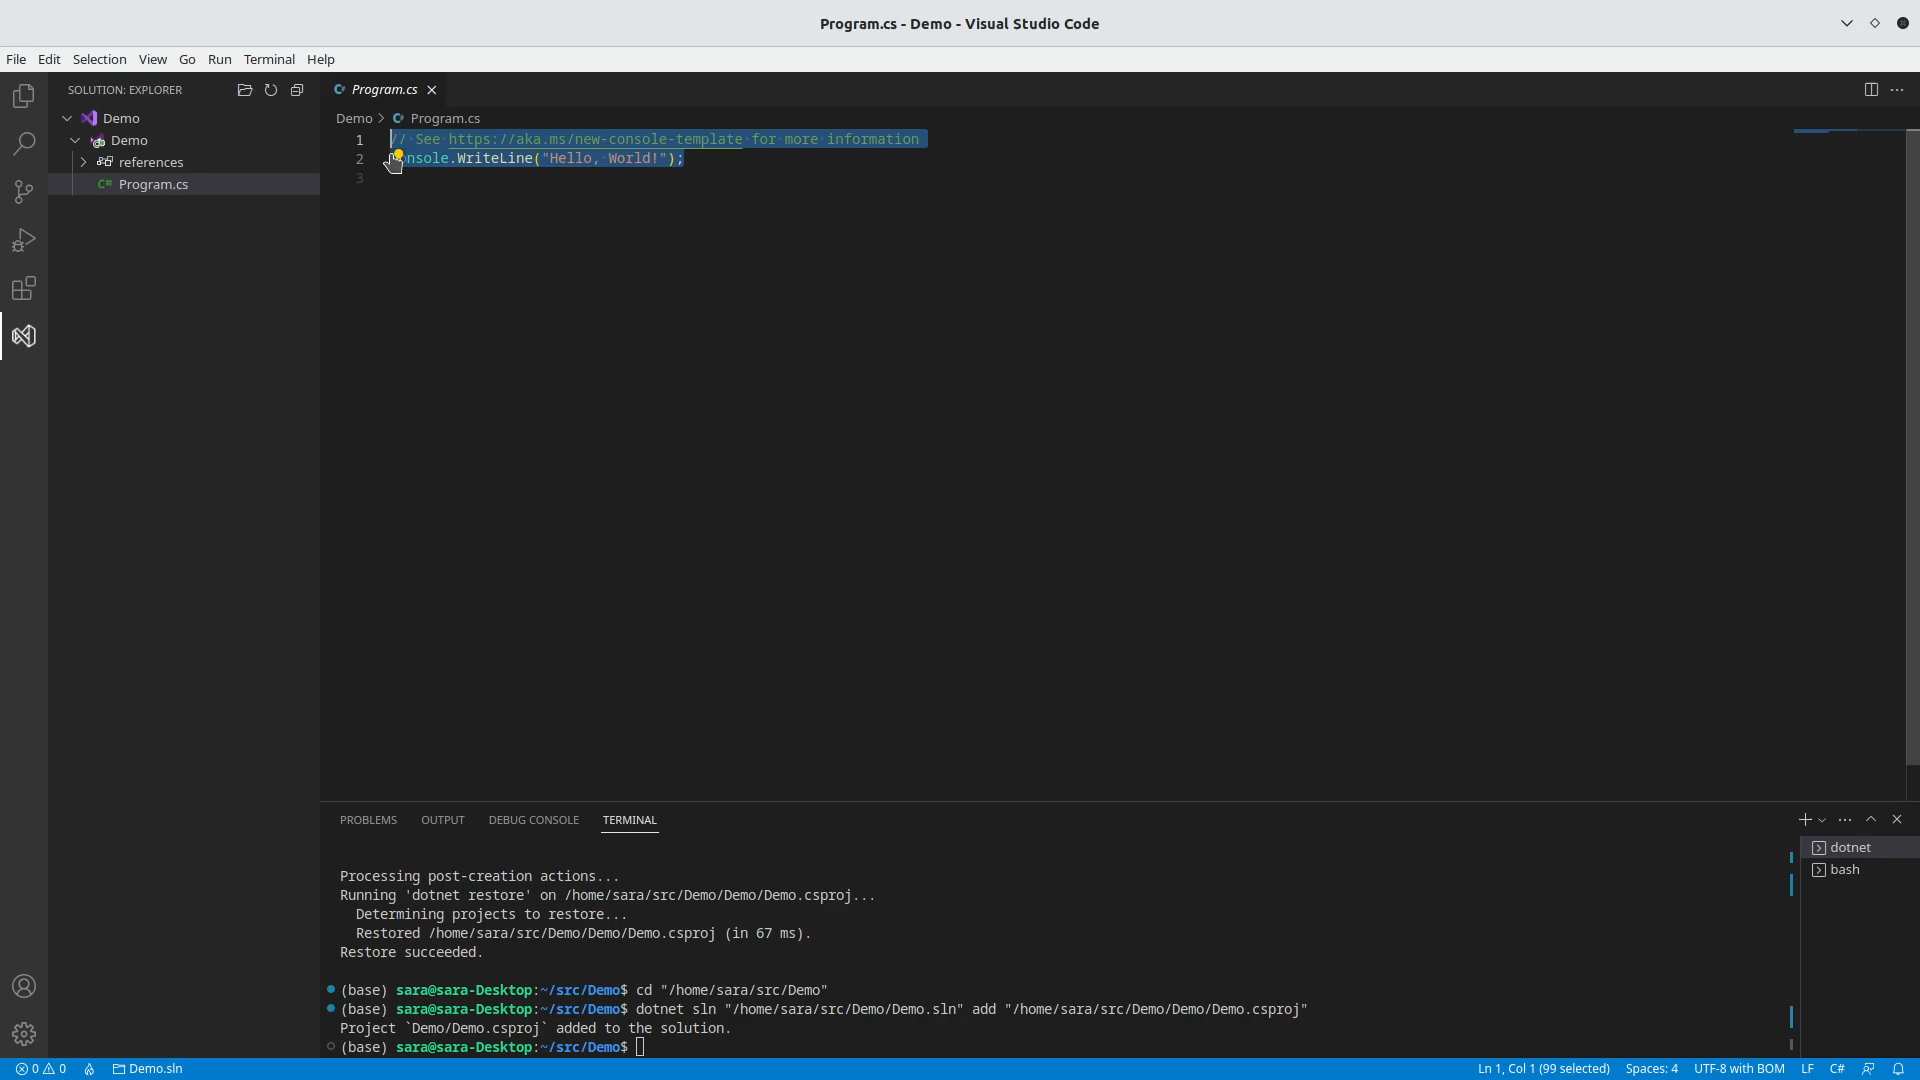 Program.cs - Demo - Visual Studio Code
File Edit Selection View Go Run Terminal Help
SOLUTION: EXPLORER
Demo
Demo
references
C# Program.cs
Program.cs
Demo > Program.cs
1 // See https://aka.ms/new-console-template for more information
2 Console.WriteLine("Hello, World!");
3
PROBLEMS OUTPUT DEBUG CONSOLE TERMINAL
Processing post-creation actions...
Running 'dotnet restore' on /home/sara/src/Demo/Demo/Demo.csproj...
Determining projects to restore...
Restored /home/sara/src/Demo/Demo/Demo.csproj (in 67 ms).
Restore succeeded.
(base) sara@sara-Desktop:~/src/Demo$ cd "/home/sara/src/Demo"
(base) sara@sara-Desktop:~/src/Demo$ dotnet sln "/home/sara/src/Demo/Demo.sln" add "/home/sara/src/Demo/Demo/Demo.csproj"
Project `Demo/Demo.csproj` added to the solution.
(base) sara@sara-Desktop:~/src/Demo$
dotnet
bash
0 0 Demo.sln Ln 1, Col 1 (99 selected) Spaces: 4 UTF-8 with BOM LF C#